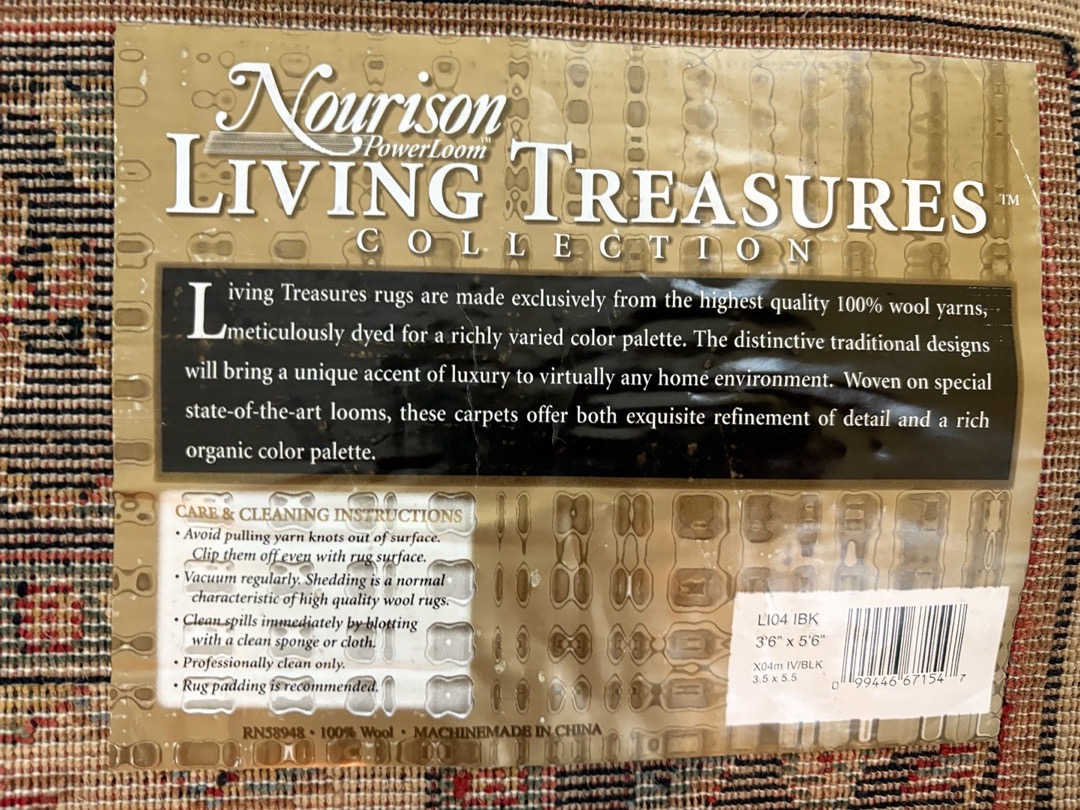 Nourison
PowerLoom™
LIVING TREASURES™
COLLECTION
Living Treasures rugs are made exclusively from the highest quality 100% wool yarns,
meticulously dyed for a richly varied color palette. The distinctive traditional designs
will bring a unique accent of luxury to virtually any home environment. Woven on special
state-of-the-art looms, these carpets offer both exquisite refinement of detail and a rich
organic color palette.
CARE & CLEANING INSTRUCTIONS
• Avoid pulling yarn knots out of surface.
Clip them off even with rug surface.
• Vacuum regularly. Shedding is a normal
characteristic of high quality wool rugs.
• Clean spills immediately by blotting
with a clean sponge or cloth.
• Professionally clean only.
• Rug padding is recommended.
LI04 IBK
3'6" x 5'6"
X04m IV/BLK
3.5 x 5.5
0 99446 67154 7
RN58948 • 100% Wool • MACHINEMADE IN CHINA